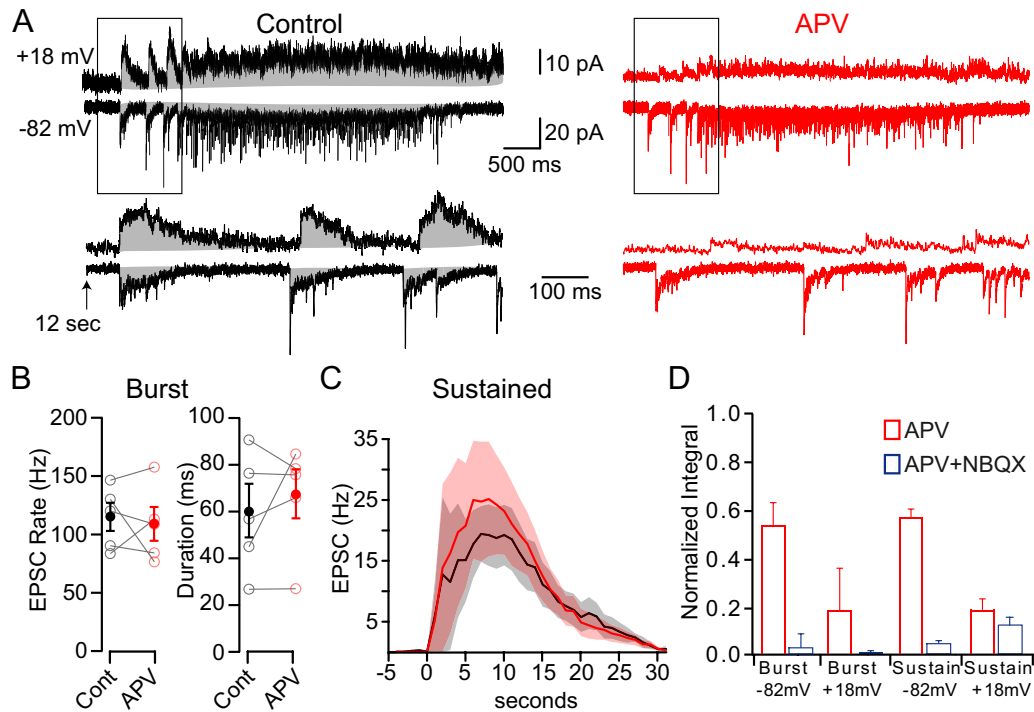 A
Control
APV
+18 mV
10 pA
-82 mV
20 pA
500 ms
100 ms
12 sec
B
Burst
EPSC Rate (Hz)
200
150
100
50
0
Cont
APV
Duration (ms)
100
80
60
40
20
0
Cont
APV
C
Sustained
EPSC (Hz)
35
25
15
5
-5
0
5
10
15
20
25
30
seconds
D
Normalized Integral
1.0
0.8
0.6
0.4
0.2
0.0
APV
APV+NBQX
Burst
-82mV
Burst
+18mV
Sustain
-82mV
Sustain
+18mV